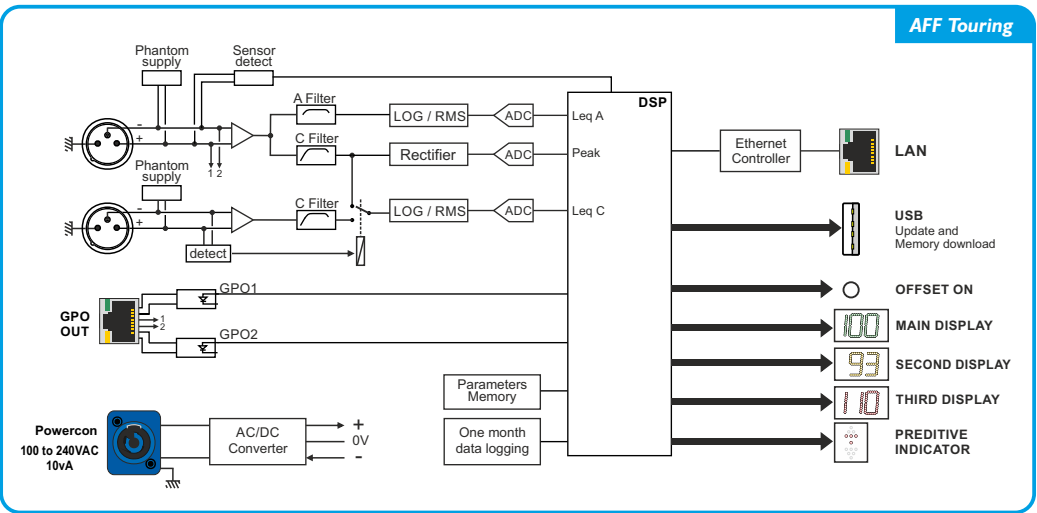 AFF Touring
Phantom
supply
Sensor
detect
A Filter
LOG / RMS
ADC
Leq A
DSP
-
+
1 2
C Filter
Rectifier
ADC
Peak
Phantom
supply
-
+
C Filter
LOG / RMS
ADC
Leq C
detect
Ethernet
Controller
LAN
USB
Update and
Memory download
GPO
OUT
GPO1
1
2
GPO2
OFFSET ON
100
MAIN DISPLAY
93
SECOND DISPLAY
110
THIRD DISPLAY
PREDITIVE
INDICATOR
Parameters
Memory
One month
data logging
Powercon
100 to 240VAC
10vA
AC/DC
Converter
+
0V
-